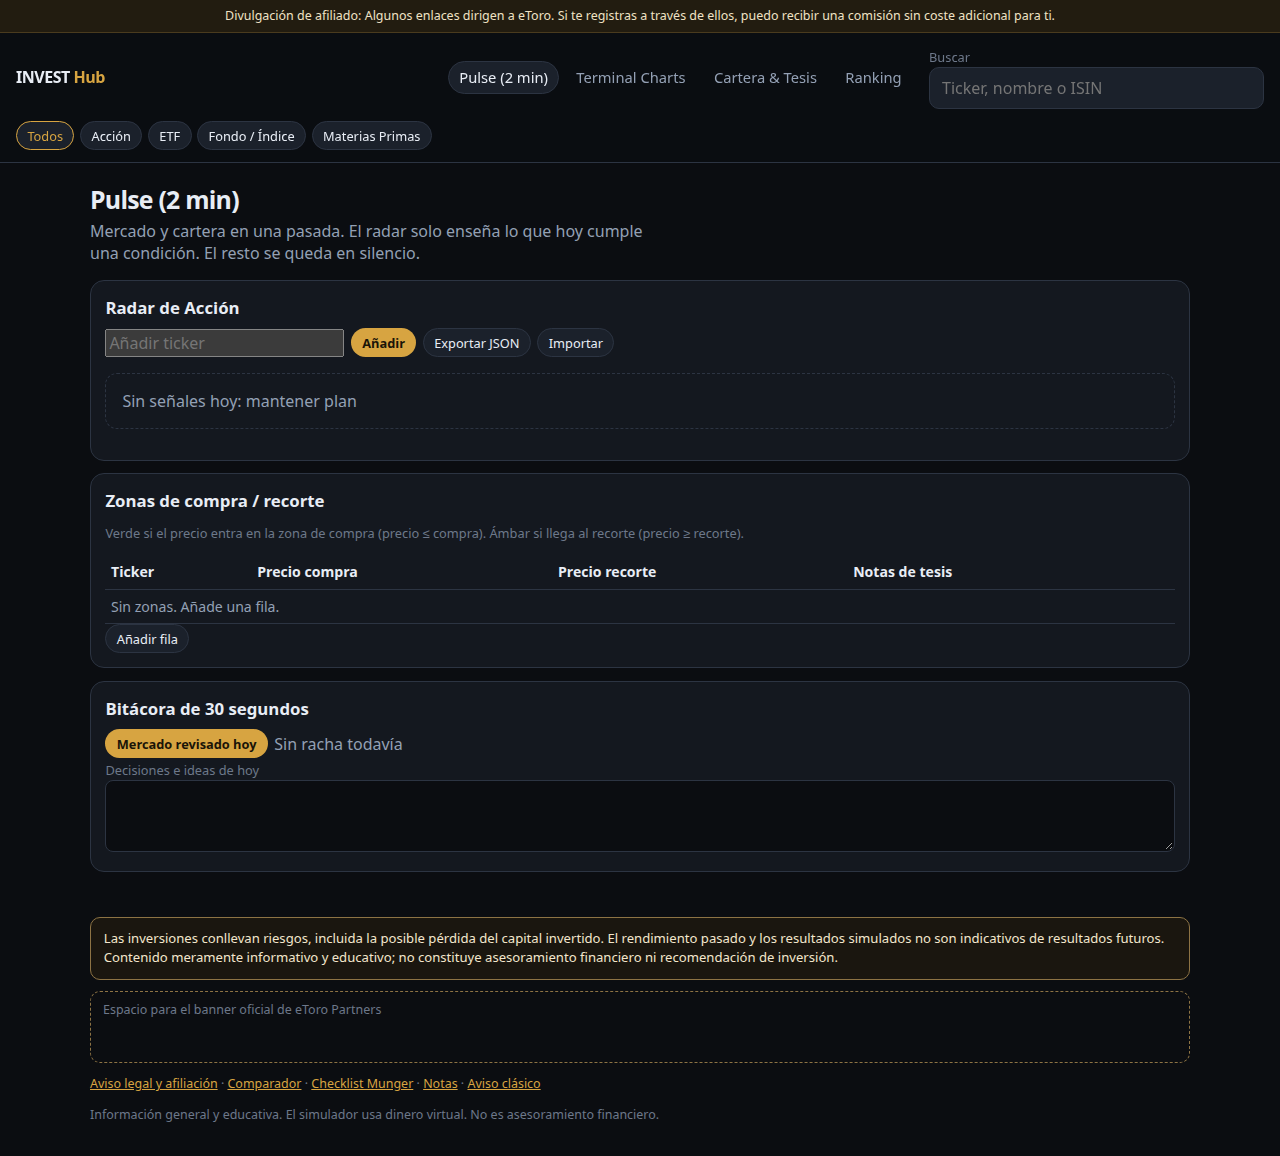 Divulgación de afiliado: Algunos enlaces dirigen a eToro. Si te registras a través de ellos, puedo recibir una comisión sin coste adicional para ti.
INVEST Hub
Pulse (2 min)
Terminal Charts
Cartera & Tesis
Ranking
Buscar
Ticker, nombre o ISIN
Todos
Acción
ETF
Fondo / Índice
Materias Primas
Pulse (2 min)
Mercado y cartera en una pasada. El radar solo enseña lo que hoy cumple
una condición. El resto se queda en silencio.
Radar de Acción
Añadir ticker
Añadir
Exportar JSON
Importar
Sin señales hoy: mantener plan
Zonas de compra / recorte
Verde si el precio entra en la zona de compra (precio ≤ compra). Ámbar si llega al recorte (precio ≥ recorte).
Ticker
Precio compra
Precio recorte
Notas de tesis
Sin zonas. Añade una fila.
Añadir fila
Bitácora de 30 segundos
Mercado revisado hoy
Sin racha todavía
Decisiones e ideas de hoy
Las inversiones conllevan riesgos, incluida la posible pérdida del capital invertido. El rendimiento pasado y los resultados simulados no son indicativos de resultados futuros.
Contenido meramente informativo y educativo; no constituye asesoramiento financiero ni recomendación de inversión.
Espacio para el banner oficial de eToro Partners
Aviso legal y afiliación · Comparador · Checklist Munger · Notas · Aviso clásico
Información general y educativa. El simulador usa dinero virtual. No es asesoramiento financiero.